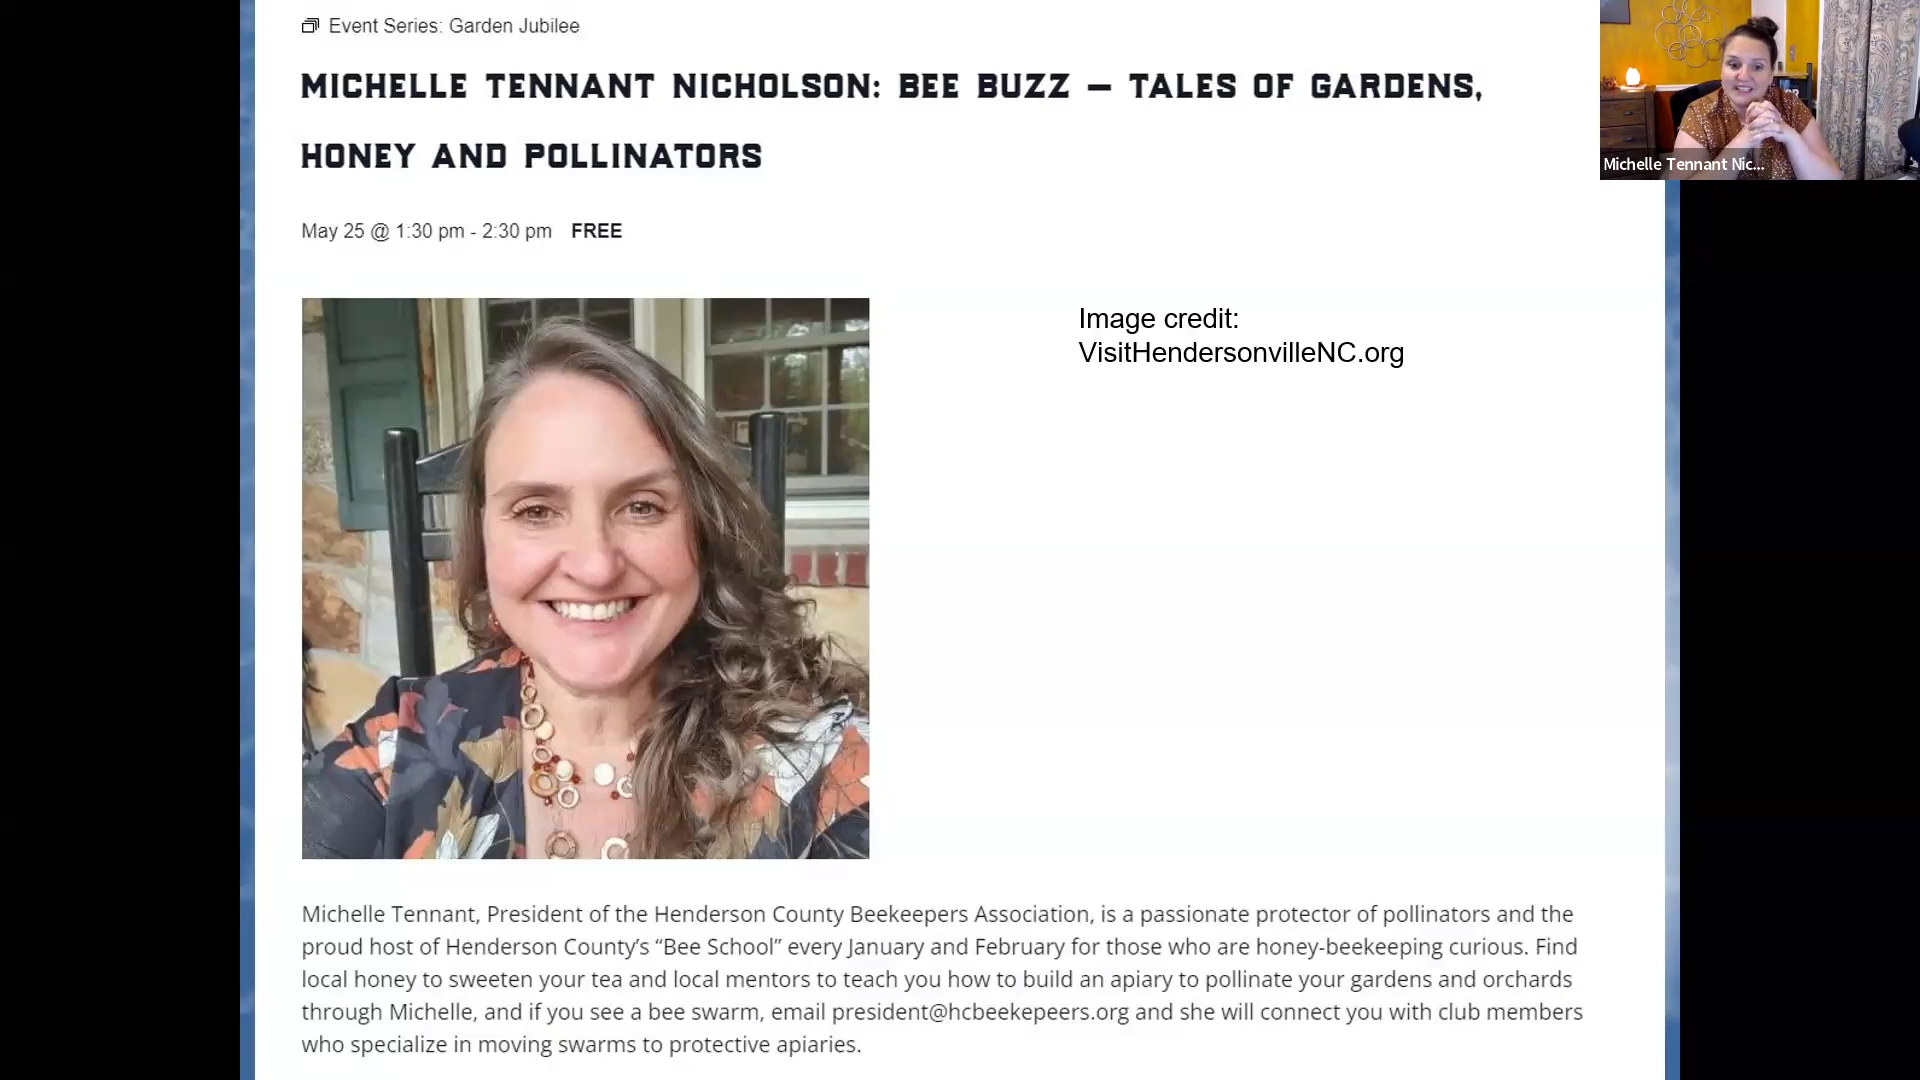 Event Series: Garden Jubilee
MICHELLE TENNANT NICHOLSON: BEE BUZZ – TALES OF GARDENS,
HONEY AND POLLINATORS
May 25 @ 1:30 pm - 2:30 pm FREE
Image credit:
VisitHendersonvilleNC.org
Michelle Tennant Nic...
Michelle Tennant, President of the Henderson County Beekeepers Association, is a passionate protector of pollinators and the
proud host of Henderson County’s “Bee School” every January and February for those who are honey-beekeeping curious. Find
local honey to sweeten your tea and local mentors to teach you how to build an apiary to pollinate your gardens and orchards
through Michelle, and if you see a bee swarm, email president@hcbeekepeers.org and she will connect you with club members
who specialize in moving swarms to protective apiaries.